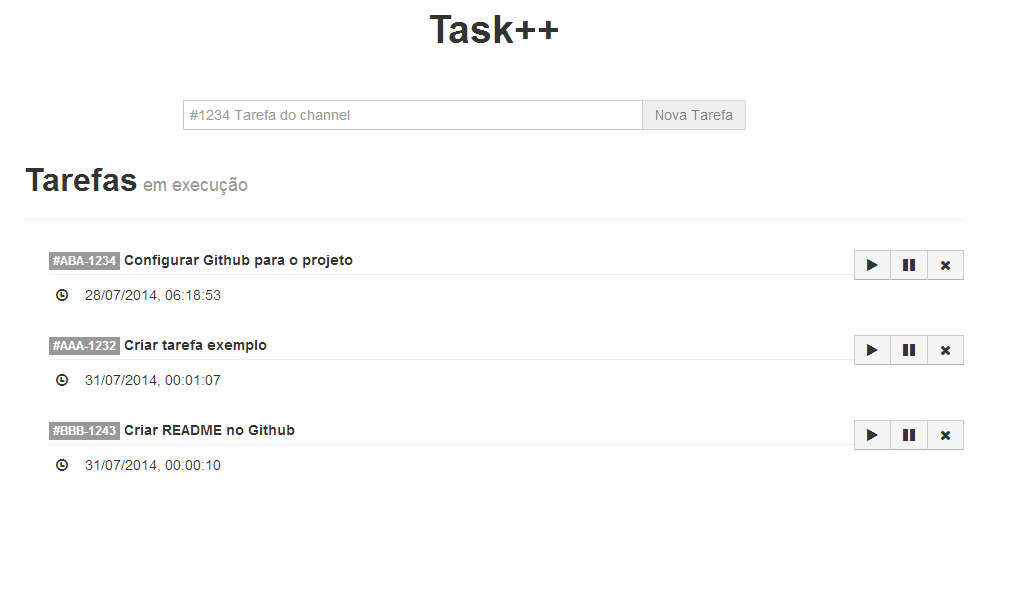 Task++
#1234 Tarefa do channel Nova Tarefa
Tarefas em execução
#ABA-1234 Configurar Github para o projeto
28/07/2014, 06:18:53
#AAA-1232 Criar tarefa exemplo
31/07/2014, 00:01:07
#BBB-1243 Criar README no Github
31/07/2014, 00:00:10